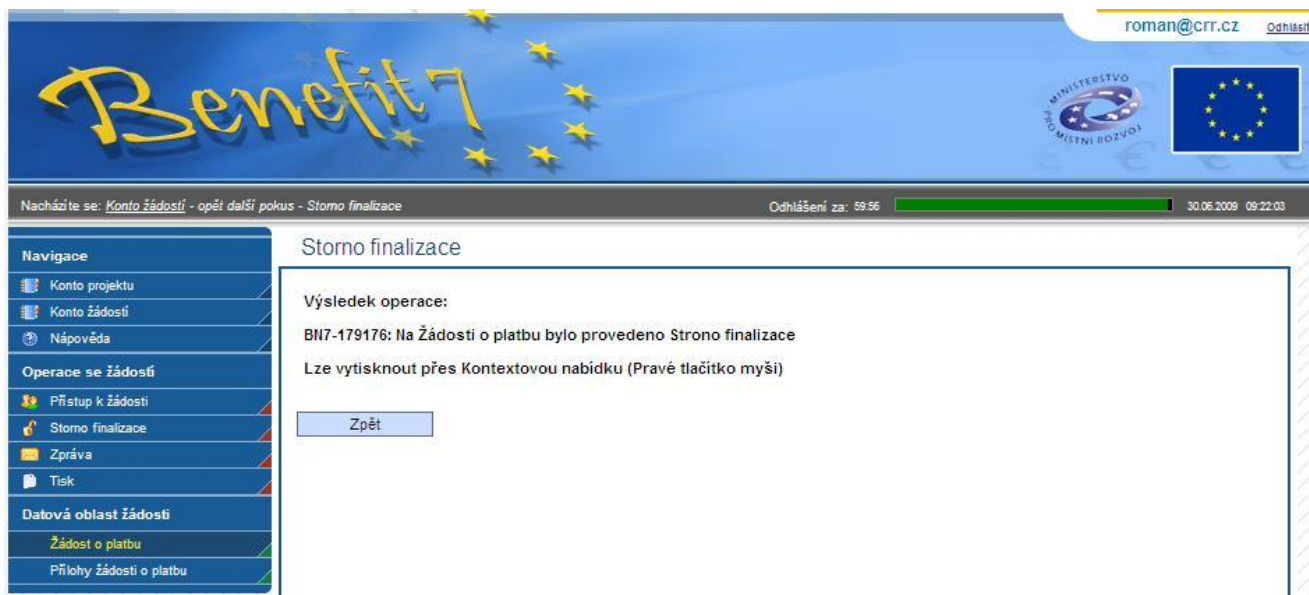 roman@crr.cz Odhlásit
Benefit 7
MINISTERSTVO
PRO MÍSTNÍ ROZVOJ
Nacházíte se: Konto žádostí - opět další pokus - Storno finalizace Odhlášení za: 59:56 30.06.2009 09:22:03
Navigace
Konto projektu
Konto žádostí
Nápověda
Operace se žádostí
Přístup k žádosti
Storno finalizace
Zpráva
Tisk
Datová oblast žádosti
Žádost o platbu
Přílohy žádosti o platbu
Storno finalizace
Výsledek operace:
BN7-179176: Na Žádosti o platbu bylo provedeno Strono finalizace
Lze vytisknout přes Kontextovou nabídku (Pravé tlačítko myši)
Zpět